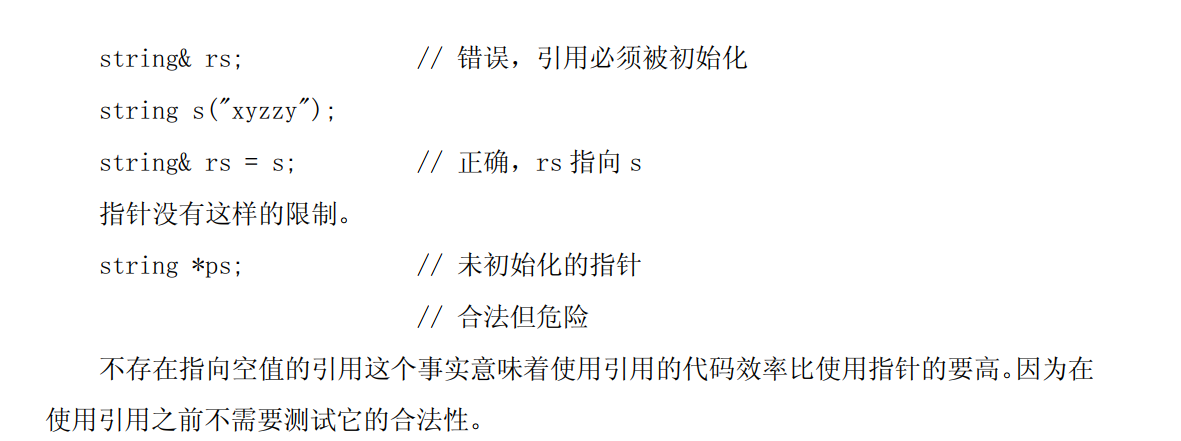 string& rs; // 错误，引用必须被初始化
string s("xyzzy");
string& rs = s; // 正确，rs 指向 s
指针没有这样的限制。
string *ps; // 未初始化的指针
// 合法但危险
不存在指向空值的引用这个事实意味着使用引用的代码效率比使用指针的要高。因为在
使用引用之前不需要测试它的合法性。